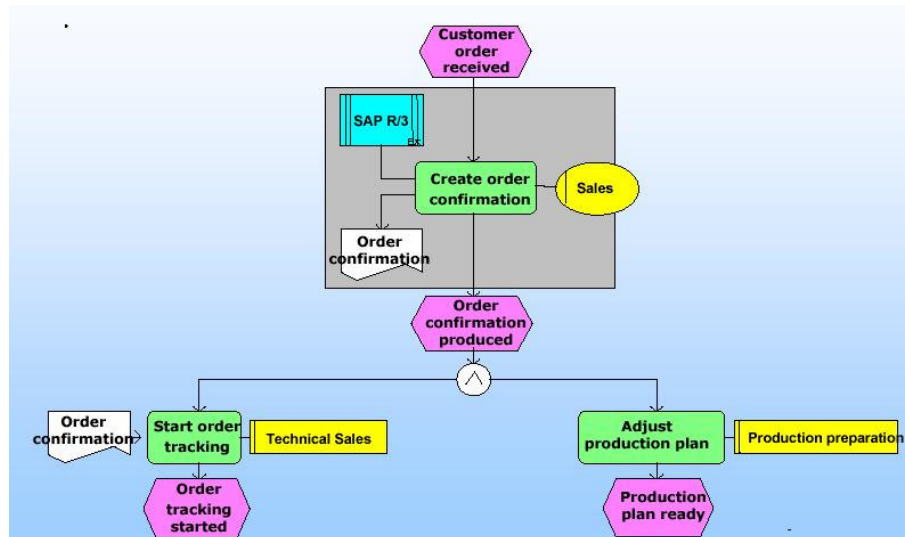 Customer
order
received
SAP R/3
Create order
confirmation
Sales
Order
confirmation
Order
confirmation
produced
Order
confirmation
Start order
tracking
Technical Sales
Adjust
production plan
Production preparation
Order
tracking
started
Production
plan ready